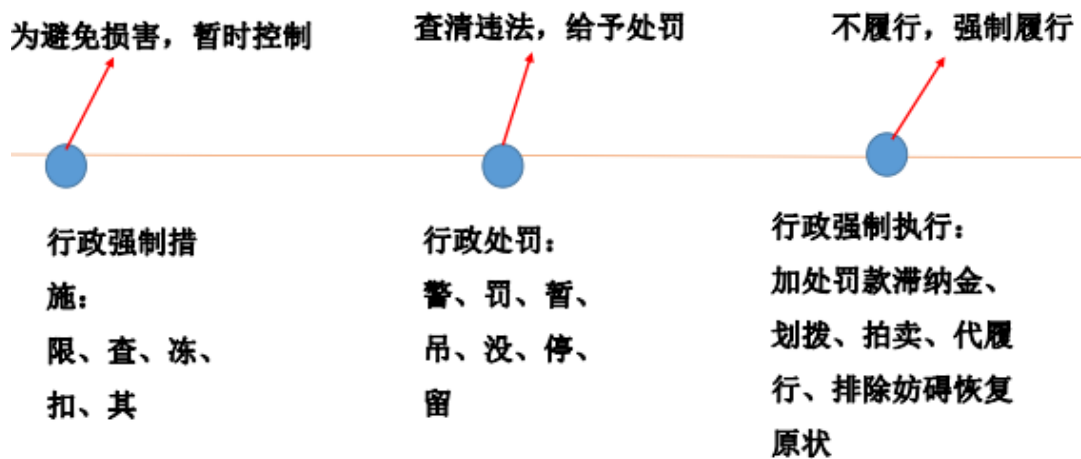 为避免损害，暂时控制
查清违法，给予处罚
不履行，强制履行
行政强制措
施：
限、查、冻、
扣、其
行政处罚：
警、罚、暂、
吊、没、停、
留
行政强制执行：
加处罚款滞纳金、
划拨、拍卖、代履
行、排除妨碍恢复
原状